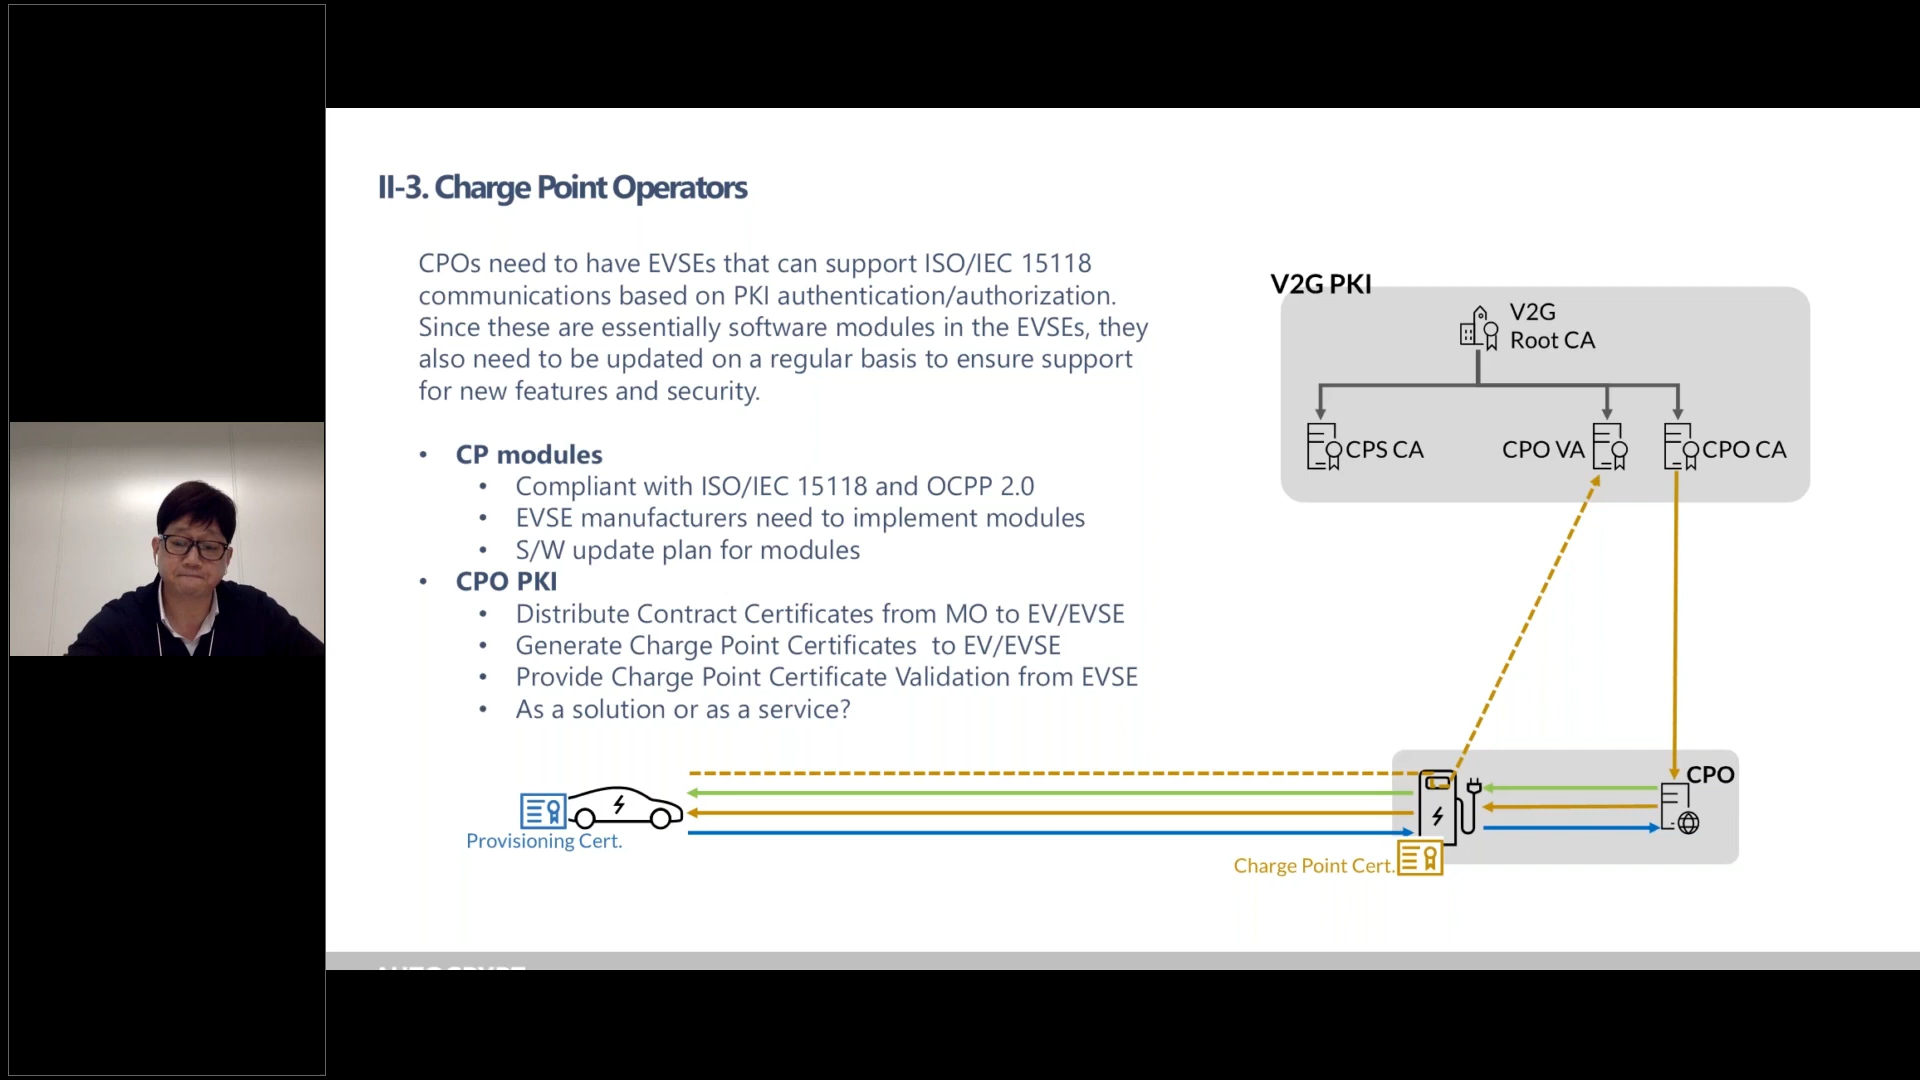 II-3. Charge Point Operators
CPOs need to have EVSEs that can support ISO/IEC 15118
communications based on PKI authentication/authorization.
Since these are essentially software modules in the EVSEs, they
also need to be updated on a regular basis to ensure support
for new features and security.
• CP modules
• Compliant with ISO/IEC 15118 and OCPP 2.0
• EVSE manufacturers need to implement modules
• S/W update plan for modules
• CPO PKI
• Distribute Contract Certificates from MO to EV/EVSE
• Generate Charge Point Certificates  to EV/EVSE
• Provide Charge Point Certificate Validation from EVSE
• As a solution or as a service?
V2G PKI
V2G
Root CA
CPS CA
CPO VA
CPO CA
CPO
Provisioning Cert.
Charge Point Cert.